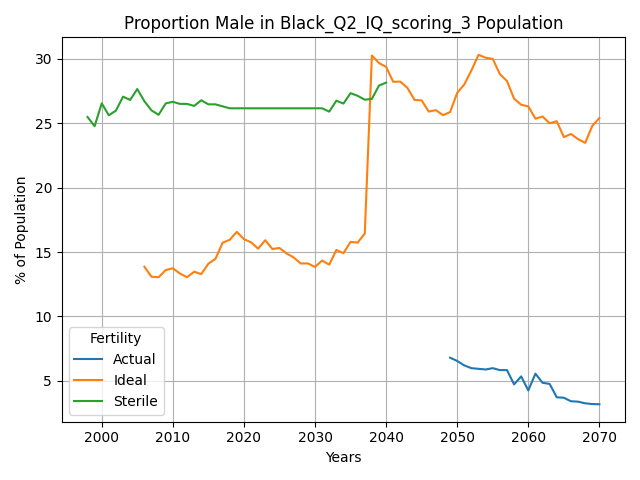 Proportion Male in Black_Q2_IQ_scoring_3 Population
% of Population
30
25
20
15
10
5
Fertility
Actual
Ideal
Sterile
2000 2010 2020 2030 2040 2050 2060 2070
Years